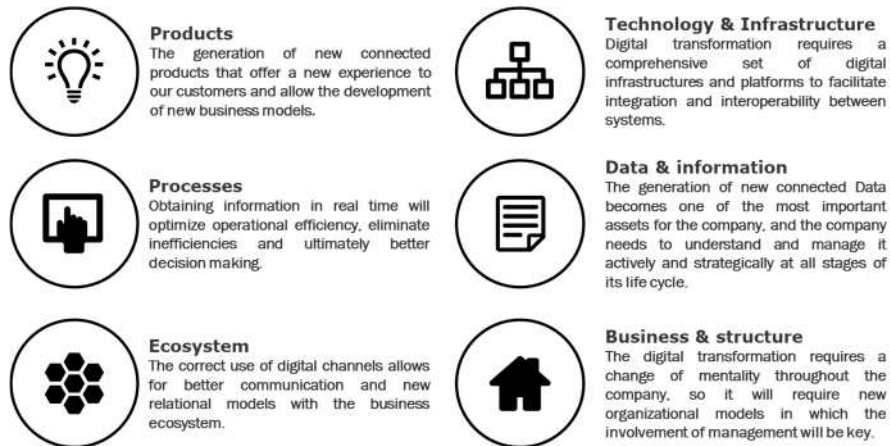 Products
The generation of new connected
products that offer a new experience to
our customers and allow the development
of new business models.
Processes
Obtaining information in real time will
optimize operational efficiency, eliminate
inefficiencies and ultimately better
decision making.
Ecosystem
The correct use of digital channels allows
for better communication and new
relational models with the business
ecosystem.
Technology & Infrastructure
Digital transformation requires a
comprehensive set of digital
infrastructures and platforms to facilitate
integration and interoperability between
systems.
Data & information
The generation of new connected Data
becomes one of the most important
assets for the company, and the company
needs to understand and manage it
actively and strategically at all stages of
its life cycle.
Business & structure
The digital transformation requires a
change of mentality throughout the
company, so it will require new
organizational models in which the
involvement of management will be key.